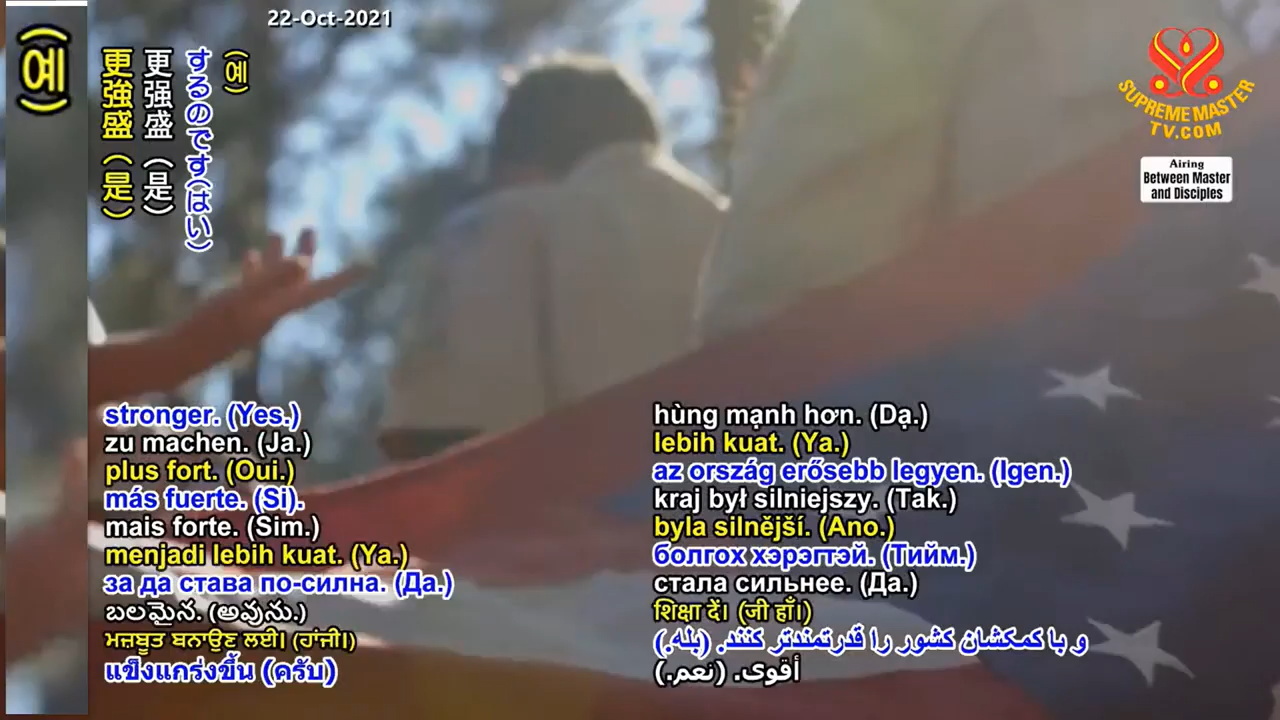 22-Oct-2021
(예)
(예)
するのです(はい)
更强盛 (是)
更強盛 (是)
SUPREME MASTER
TV.COM
Airing
Between Master
and Disciples
stronger. (Yes.)
zu machen. (Ja.)
plus fort. (Oui.)
más fuerte. (Si).
mais forte. (Sim.)
menjadi lebih kuat. (Ya.)
за да става по-силна. (Да.)
బలమైన. (అవును.)
ਮਜ਼ਬੂਤ ਬਨਾਉਣ ਲਈ। (ਹਾਂਜੀ।)
แข็งแกร่งขึ้น (ครับ)
hùng mạnh hơn. (Dạ.)
lebih kuat. (Ya.)
az ország erősebb legyen. (Igen.)
kraj był silniejszy. (Tak.)
byla silnější. (Ano.)
болгох хэрэгтэй. (Тийм.)
стала сильнее. (Да.)
शिक्षा दें। (जी हाँ।)
و با کمکشان کشور را قدرتمندتر کنند. (بله.)
أقوى. (نعم.)